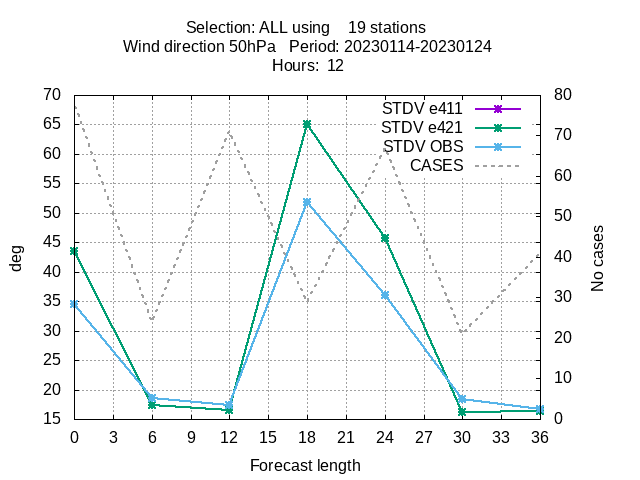 Selection: ALL using    19 stations
Wind direction 50hPa   Period: 20230114-20230124
Hours:  12
70
65
60
55
50
45
40
35
30
25
20
15
80
70
60
50
40
30
20
10
0
STDV e411
STDV e421
STDV OBS
CASES
deg
No cases
0 3 6 9 12 15 18 21 24 27 30 33 36
Forecast length